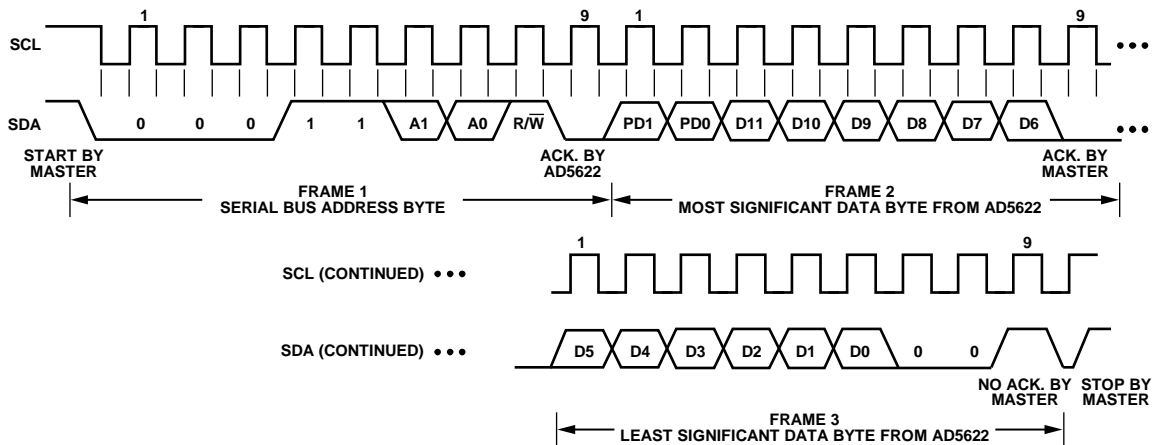 1 9 1 9
SCL
SDA 0 0 0 1 1 A1 A0 R/W̅ PD1 PD0 D11 D10 D9 D8 D7 D6
START BY
MASTER
ACK. BY
AD5622
ACK. BY
MASTER
FRAME 1
SERIAL BUS ADDRESS BYTE
FRAME 2
MOST SIGNIFICANT DATA BYTE FROM AD5622
1 9
SCL (CONTINUED)
SDA (CONTINUED) D5 D4 D3 D2 D1 D0 0 0
NO ACK. BY
MASTER
STOP BY
MASTER
FRAME 3
LEAST SIGNIFICANT DATA BYTE FROM AD5622